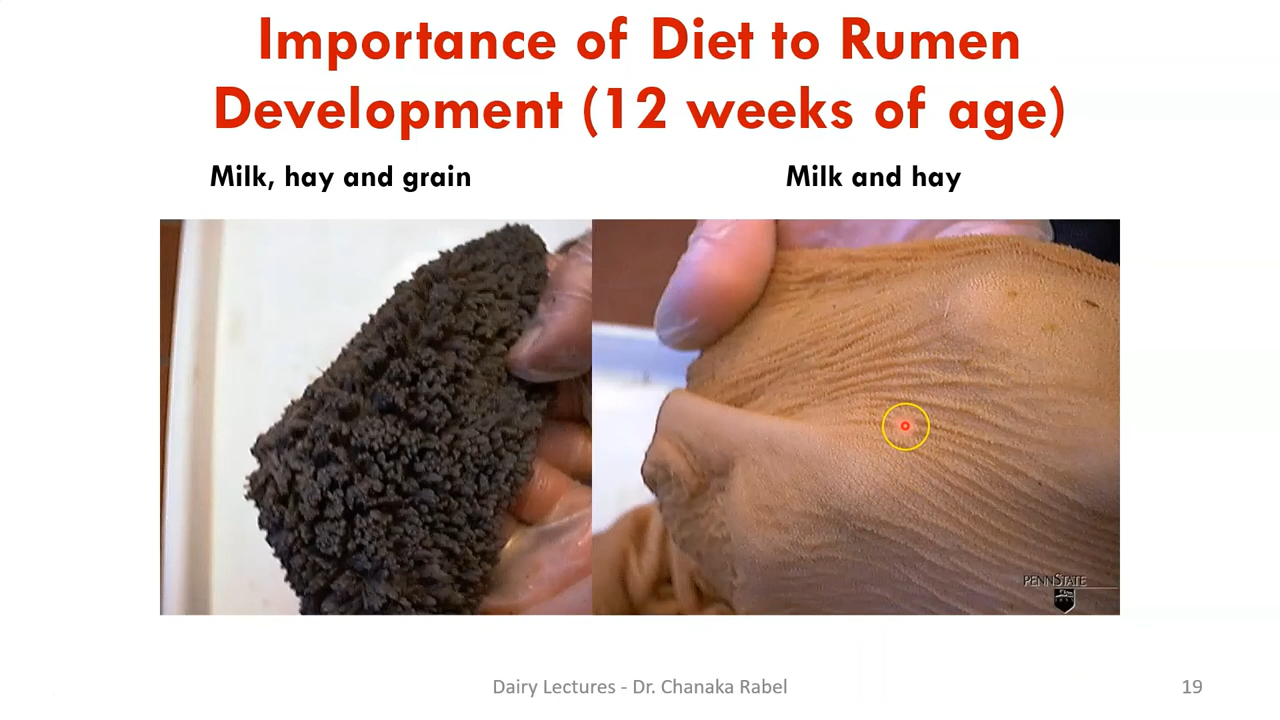 Importance of Diet to Rumen
Development (12 weeks of age)
Milk, hay and grain
Milk and hay
PENNSTATE
Dairy Lectures - Dr. Chanaka Rabel
19